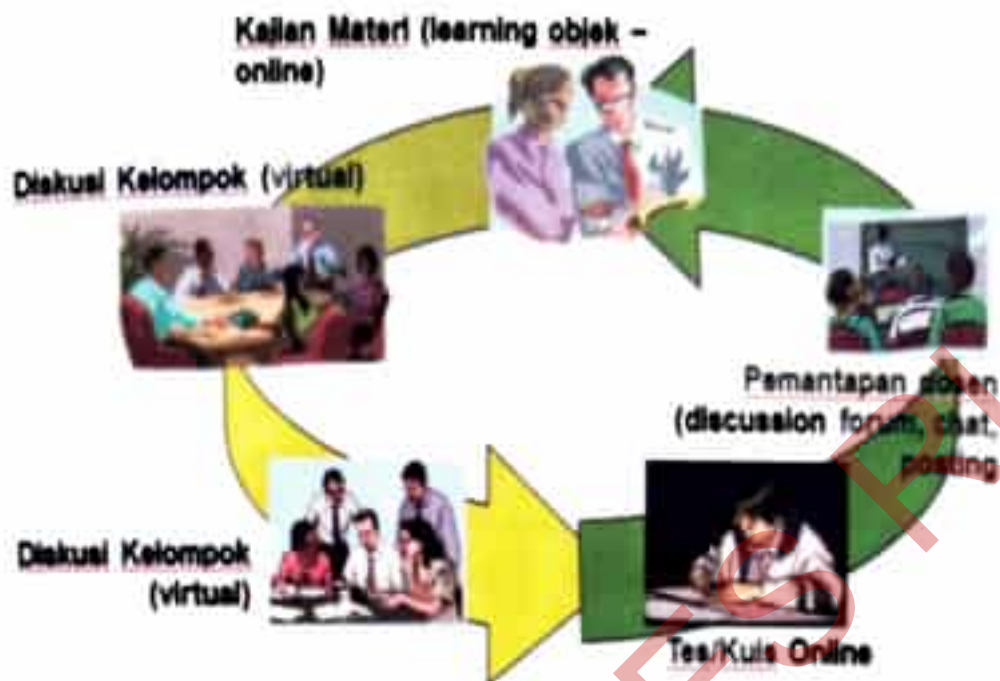 Kajian Materi (learning objek –
online)
Diskusi Kelompok (virtual)
Pemantapan dosen
(discussion forum, chat,
posting
Diskusi Kelompok
(virtual)
Tes/Kuis Online